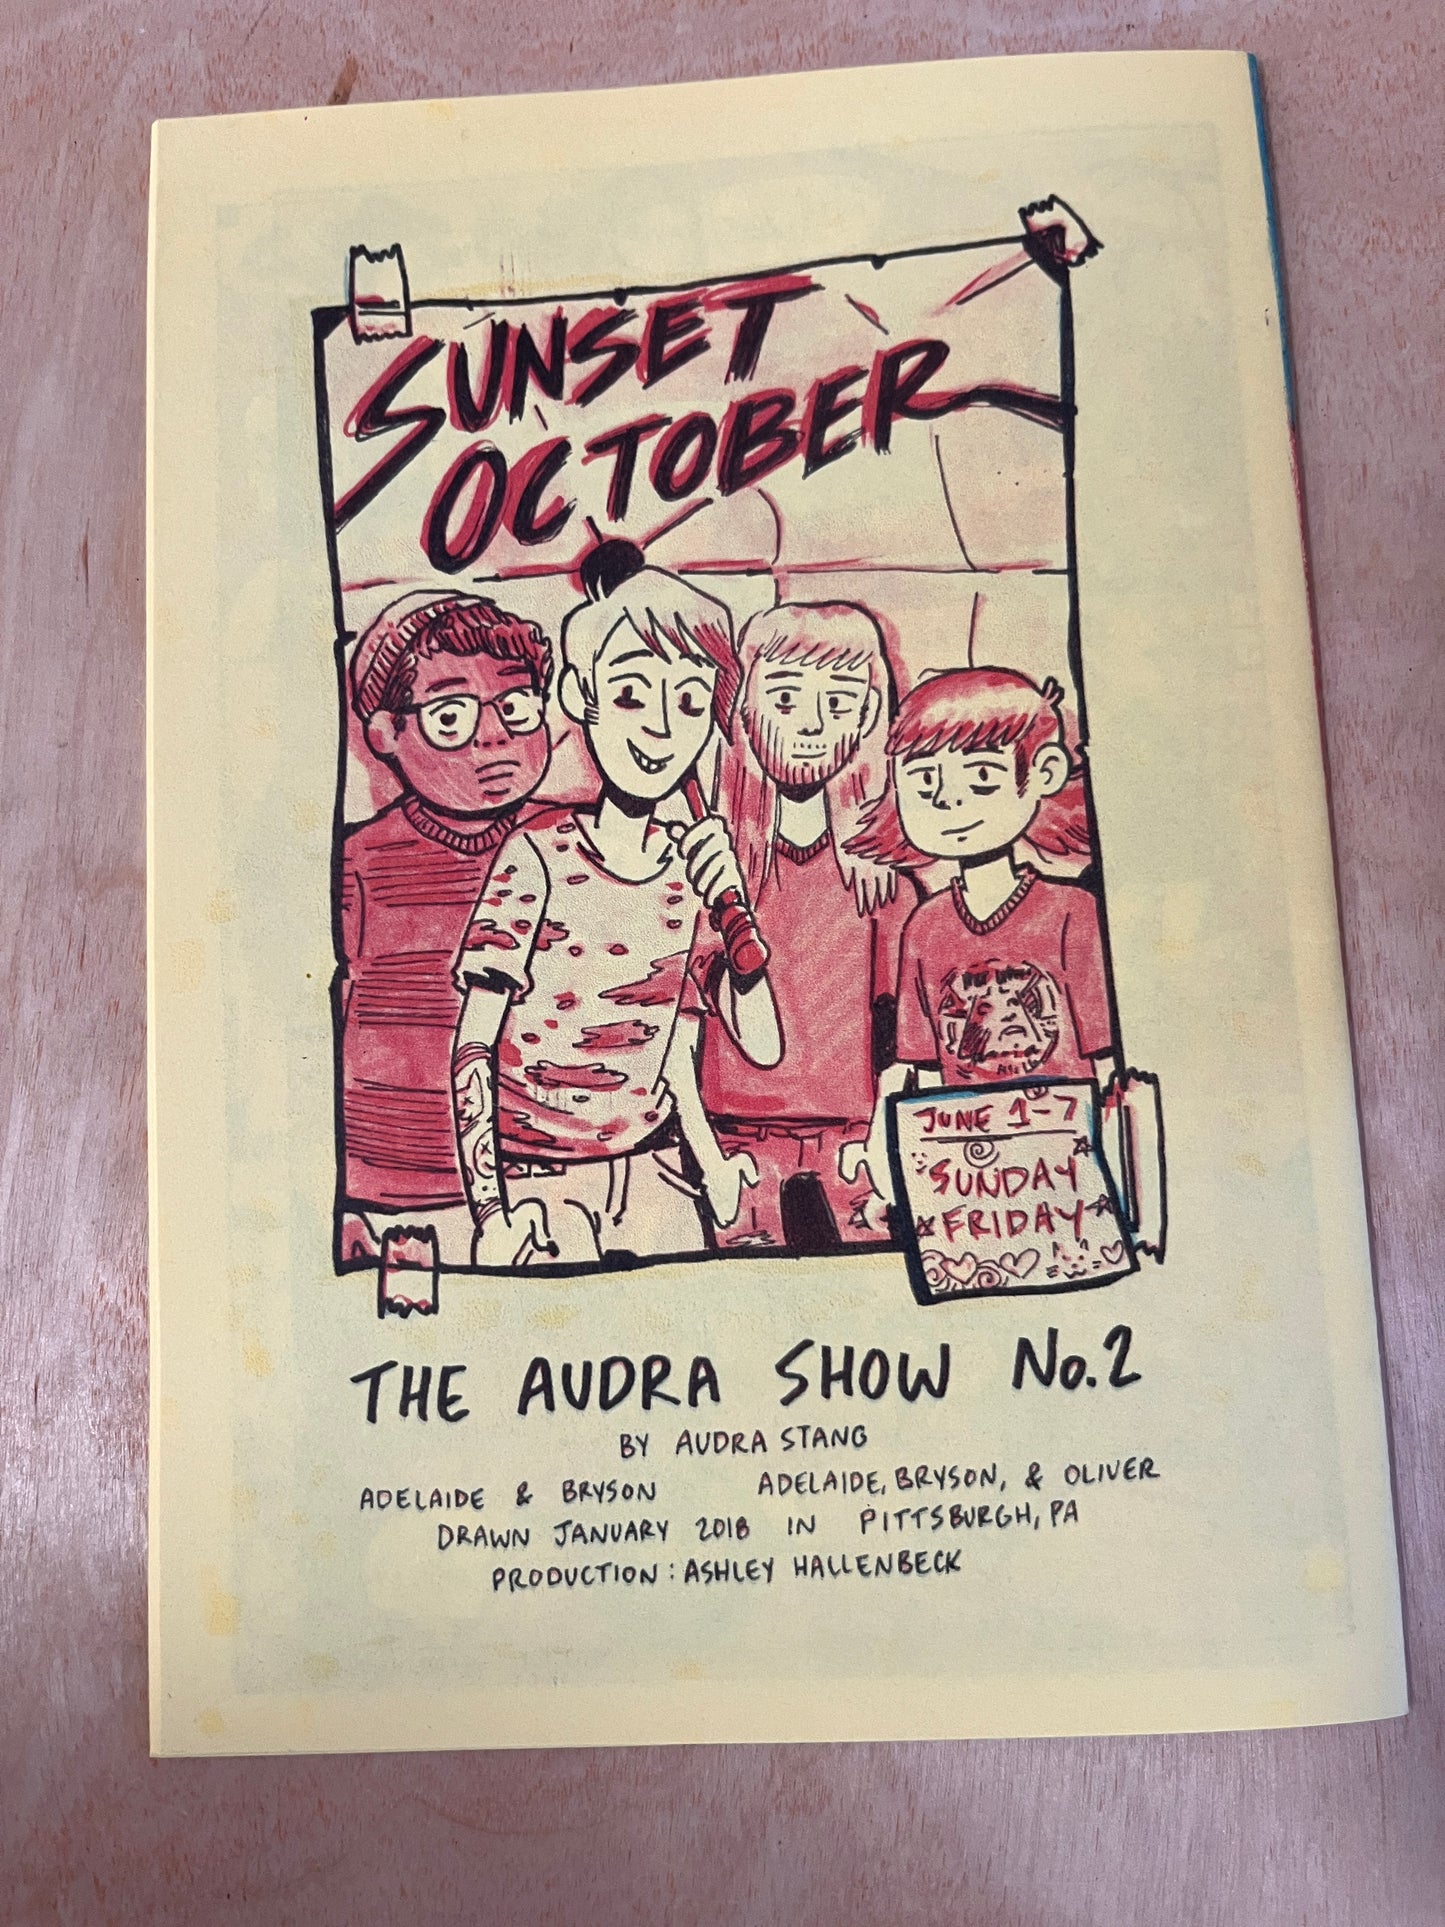 SUNSET
OCTOBER
JUNE 1-7
SUNDAY
FRIDAY
THE AUDRA SHOW No.2
BY AUDRA STANG
ADELAIDE & BRYSON ADELAIDE, BRYSON, & OLIVER
DRAWN JANUARY 2018 IN PITTSBURGH, PA
PRODUCTION: ASHLEY HALLENBECK